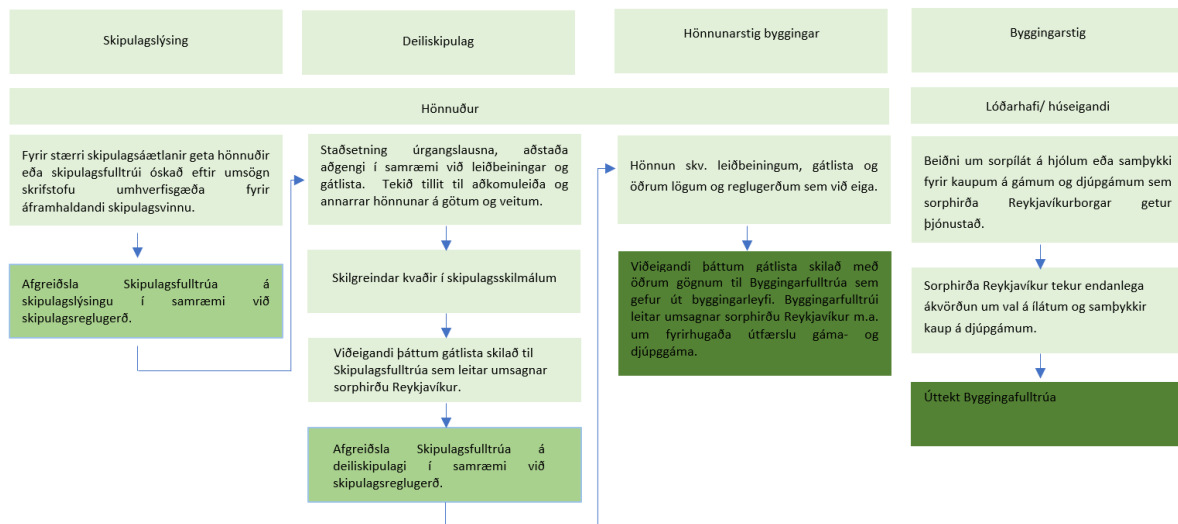 Skipulagslýsing
Deiliskipulag
Hönnunarstig byggingar
Byggingarstig
Hönnuður
Lóðarhafi/ húseigandi
Fyrir stærri skipulagsáætlanir geta hönnuðir
eða skipulagsfulltrúi óskað eftir umsögn
skrifstofu umhverfisgæða fyrir
áframhaldandi skipulagsvinnu.
Afgreiðsla Skipulagsfulltrúa á
skipulagslýsingu í samræmi við
skipulagsreglugerð.
Staðsetning úrgangslausna, aðstaða
aðgengi í samræmi við leiðbeiningar og
gátlista. Tekið tillit til aðkomuleiða og
annarrar hönnunar á götum og veitum.
Skilgreindar kvaðir í skipulagsskilmálum
Viðeigandi þáttum gátlista skilað til
Skipulagsfulltrúa sem leitar umsagnar
sorphirðu Reykjavíkur.
Afgreiðsla Skipulagsfulltrúa á
deiliskipulagi í samræmi við
skipulagsreglugerð.
Hönnun skv. leiðbeiningum, gátlista og
öðrum lögum og reglugerðum sem við eiga.
Viðeigandi þáttum gátlista skilað með
öðrum gögnum til Byggingarfulltrúa sem
gefur út byggingarleyfi. Byggingarfulltrúi
leitar umsagnar sorphirðu Reykjavíkur m.a.
um fyrirhugaða útfærslu gáma- og
djúpggáma.
Beiðni um sorpílát á hjólum eða samþykki
fyrir kaupum á gámum og djúpgámum sem
sorphirða Reykjavíkurborgar getur
þjónustað.
Sorphirða Reykjavíkur tekur endanlega
ákvörðun um val á ílátum og samþykkir
kaup á djúpgámum.
Úttekt Byggingafulltrúa